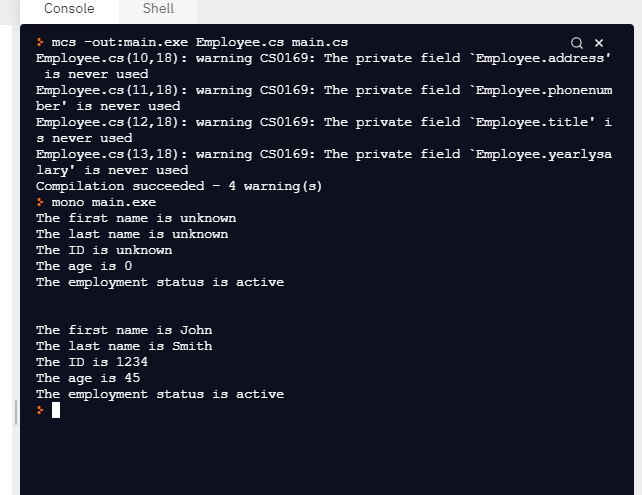 Console Shell
mcs -out:main.exe Employee.cs main.cs
Employee.cs(10,18): warning CS0169: The private field `Employee.address'
is never used
Employee.cs(11,18): warning CS0169: The private field `Employee.phonenum
ber' is never used
Employee.cs(12,18): warning CS0169: The private field `Employee.title' i
s never used
Employee.cs(13,18): warning CS0169: The private field `Employee.yearlysa
lary' is never used
Compilation succeeded - 4 warning(s)
mono main.exe
The first name is unknown
The last name is unknown
The ID is unknown
The age is 0
The employment status is active
The first name is John
The last name is Smith
The ID is 1234
The age is 45
The employment status is active